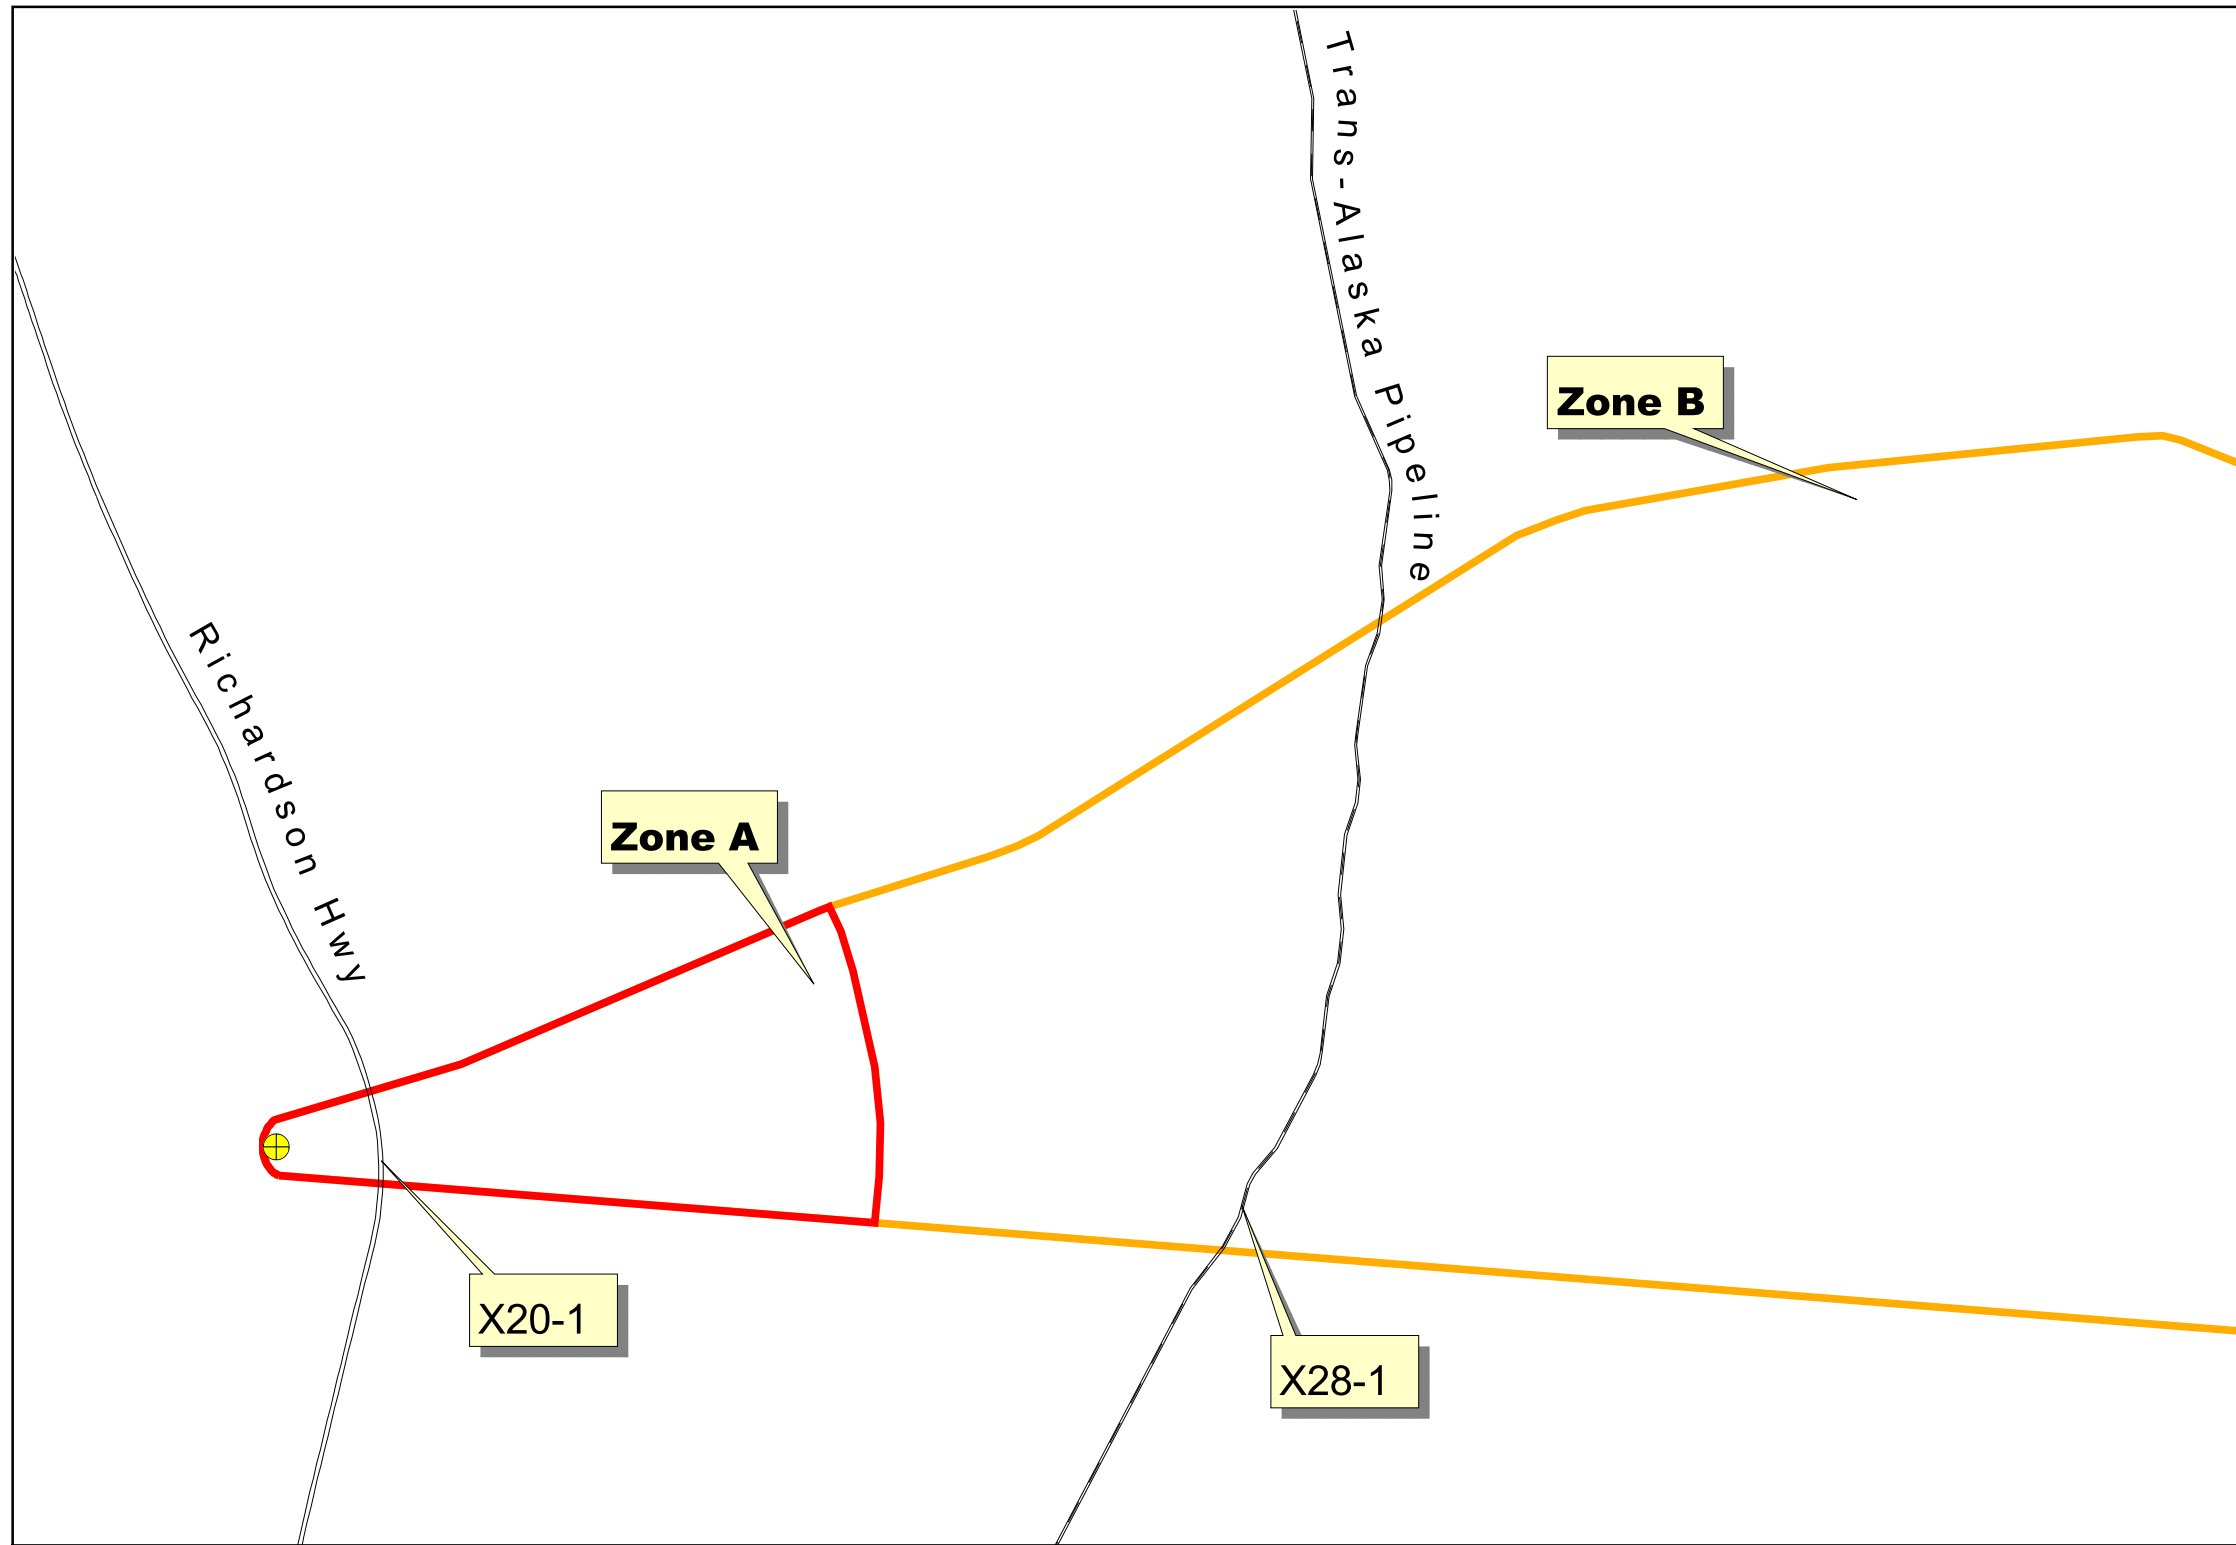 Trans-Alaska Pipeline
Zone B
Richardson Hwy
Zone A
X20-1
X28-1